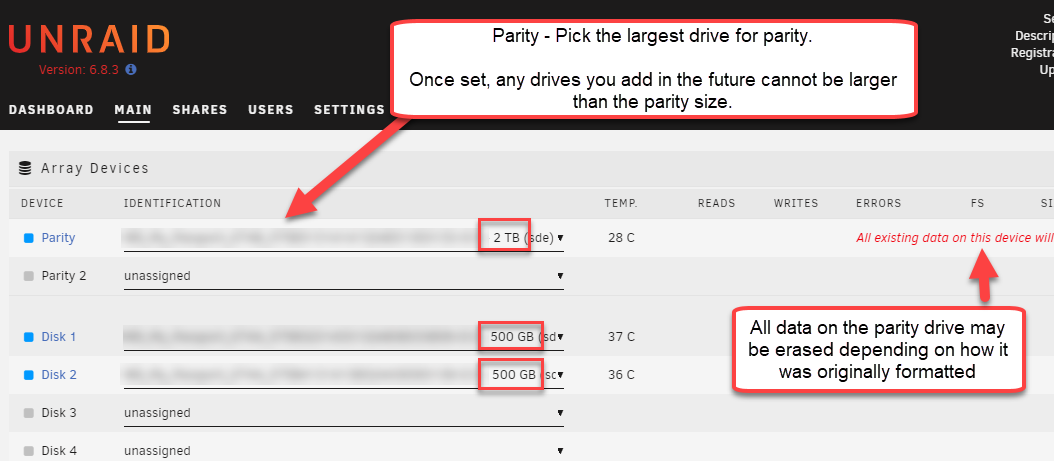 UNRAID
Version: 6.8.3
Se
Descrip
Registra
Up
DASHBOARD MAIN SHARES USERS SETTINGS
Parity - Pick the largest drive for parity.
Once set, any drives you add in the future cannot be larger
than the parity size.
Array Devices
DEVICE IDENTIFICATION TEMP. READS WRITES ERRORS FS SI
Parity 2 TB (sde) 28 C All existing data on this device will
Parity 2 unassigned
Disk 1 500 GB (sd 37 C
Disk 2 500 GB (sc 36 C
Disk 3 unassigned
Disk 4 unassigned
All data on the parity drive may
be erased depending on how it
was originally formatted